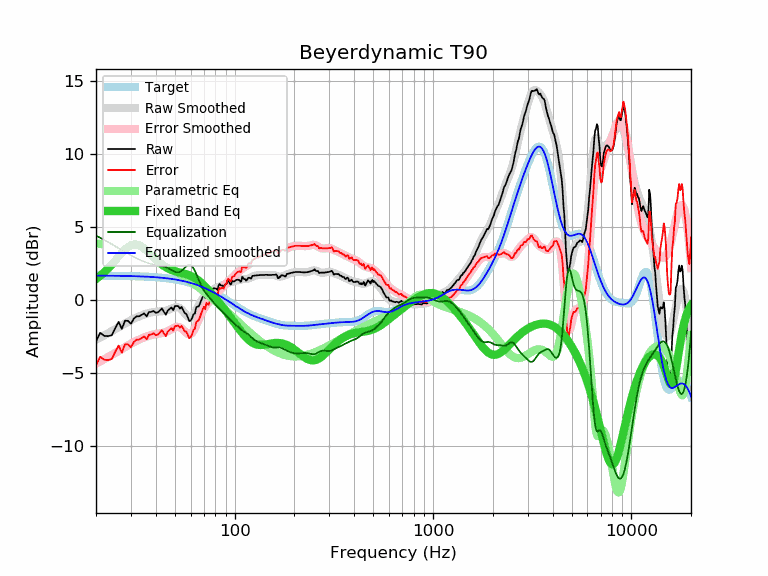 Beyerdynamic T90
Amplitude (dBr)
15
10
5
0
−5
−10
Target
Raw Smoothed
Error Smoothed
Raw
Error
Parametric Eq
Fixed Band Eq
Equalization
Equalized smoothed
100
1000
10000
Frequency (Hz)